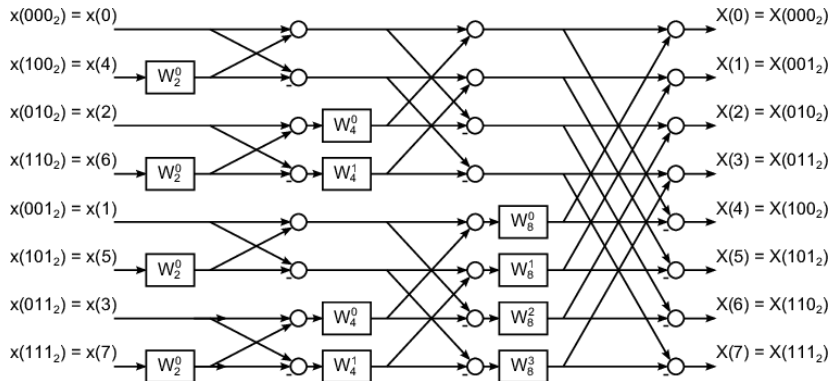 x(000₂) = x(0) X(0) = X(000₂)
x(100₂) = x(4) W₂⁰ - X(1) = X(001₂)
x(010₂) = x(2) W₄⁰ - X(2) = X(010₂)
x(110₂) = x(6) W₂⁰ - W₄¹ - X(3) = X(011₂)
x(001₂) = x(1) W₈⁰ - X(4) = X(100₂)
x(101₂) = x(5) W₂⁰ - W₈¹ - X(5) = X(101₂)
x(011₂) = x(3) W₄⁰ - W₈² - X(6) = X(110₂)
x(111₂) = x(7) W₂⁰ - W₄¹ - W₈³ - X(7) = X(111₂)